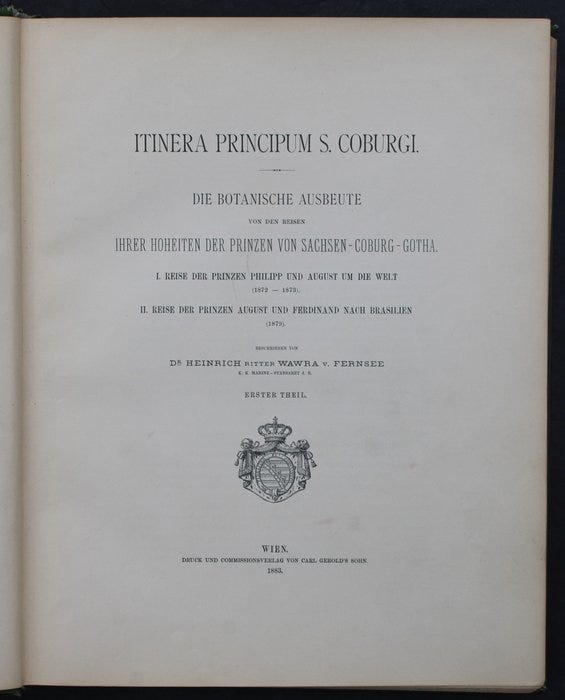 ITINERA PRINCIPUM S. COBURGI.
DIE BOTANISCHE AUSBEUTE
VON DEN REISEN
IHRER HOHEITEN DER PRINZEN VON SACHSEN-COBURG-GOTHA.
I. REISE DER PRINZEN PHILIPP UND AUGUST UM DIE WELT
(1872 — 1873).
II. REISE DER PRINZEN AUGUST UND FERDINAND NACH BRASILIEN
(1879).
BESCHRIEBEN VON
DR HEINRICH RITTER WAWRA V. FERNSEE
K. K. MARINE-STABSARZT J. R.
ERSTER THEIL.
WIEN.
DRUCK UND COMMISSIONSVERLAG VON CARL GEROLD'S SOHN.
1883.